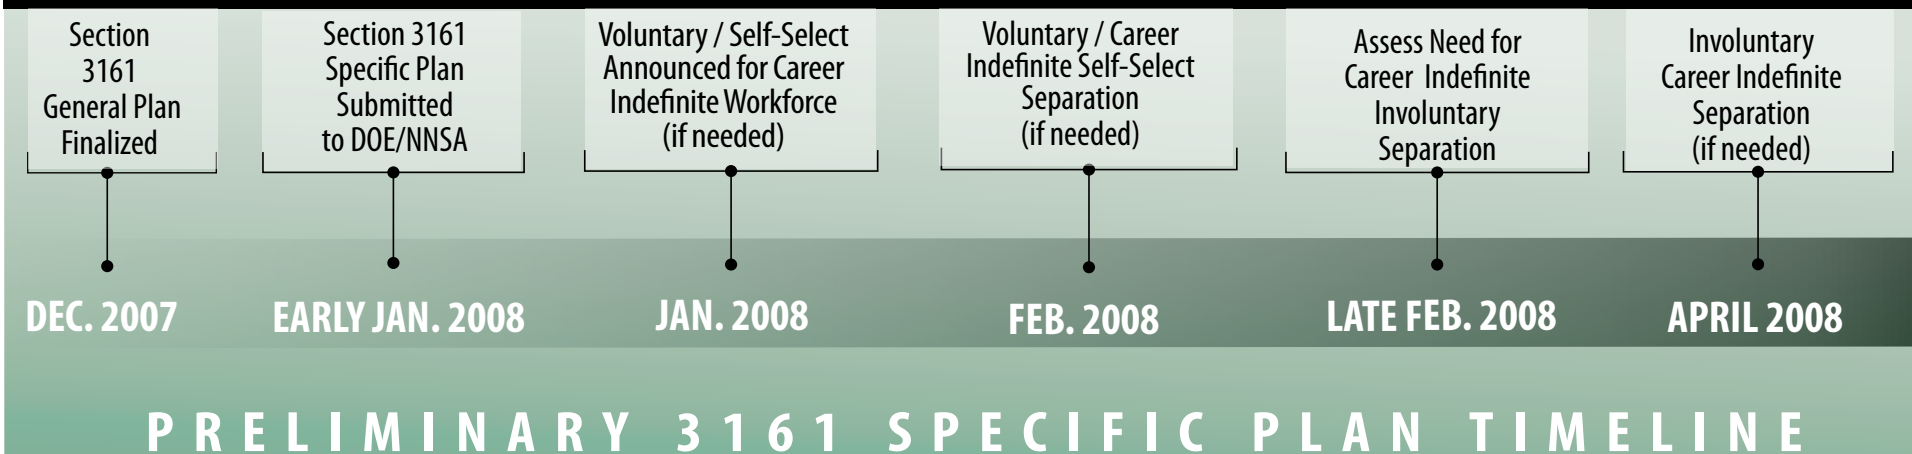 Section
3161
General Plan
Finalized
Section 3161
Specific Plan
Submitted
to DOE/NNSA
Voluntary / Self-Select
Announced for Career
Indefinite Workforce
(if needed)
Voluntary / Career
Indefinite Self-Select
Separation
(if needed)
Assess Need for
Career Indefinite
Involuntary
Separation
Involuntary
Career Indefinite
Separation
(if needed)
DEC. 2007
EARLY JAN. 2008
JAN. 2008
FEB. 2008
LATE FEB. 2008
APRIL 2008
PRELIMINARY 3161 SPECIFIC PLAN TIMELINE